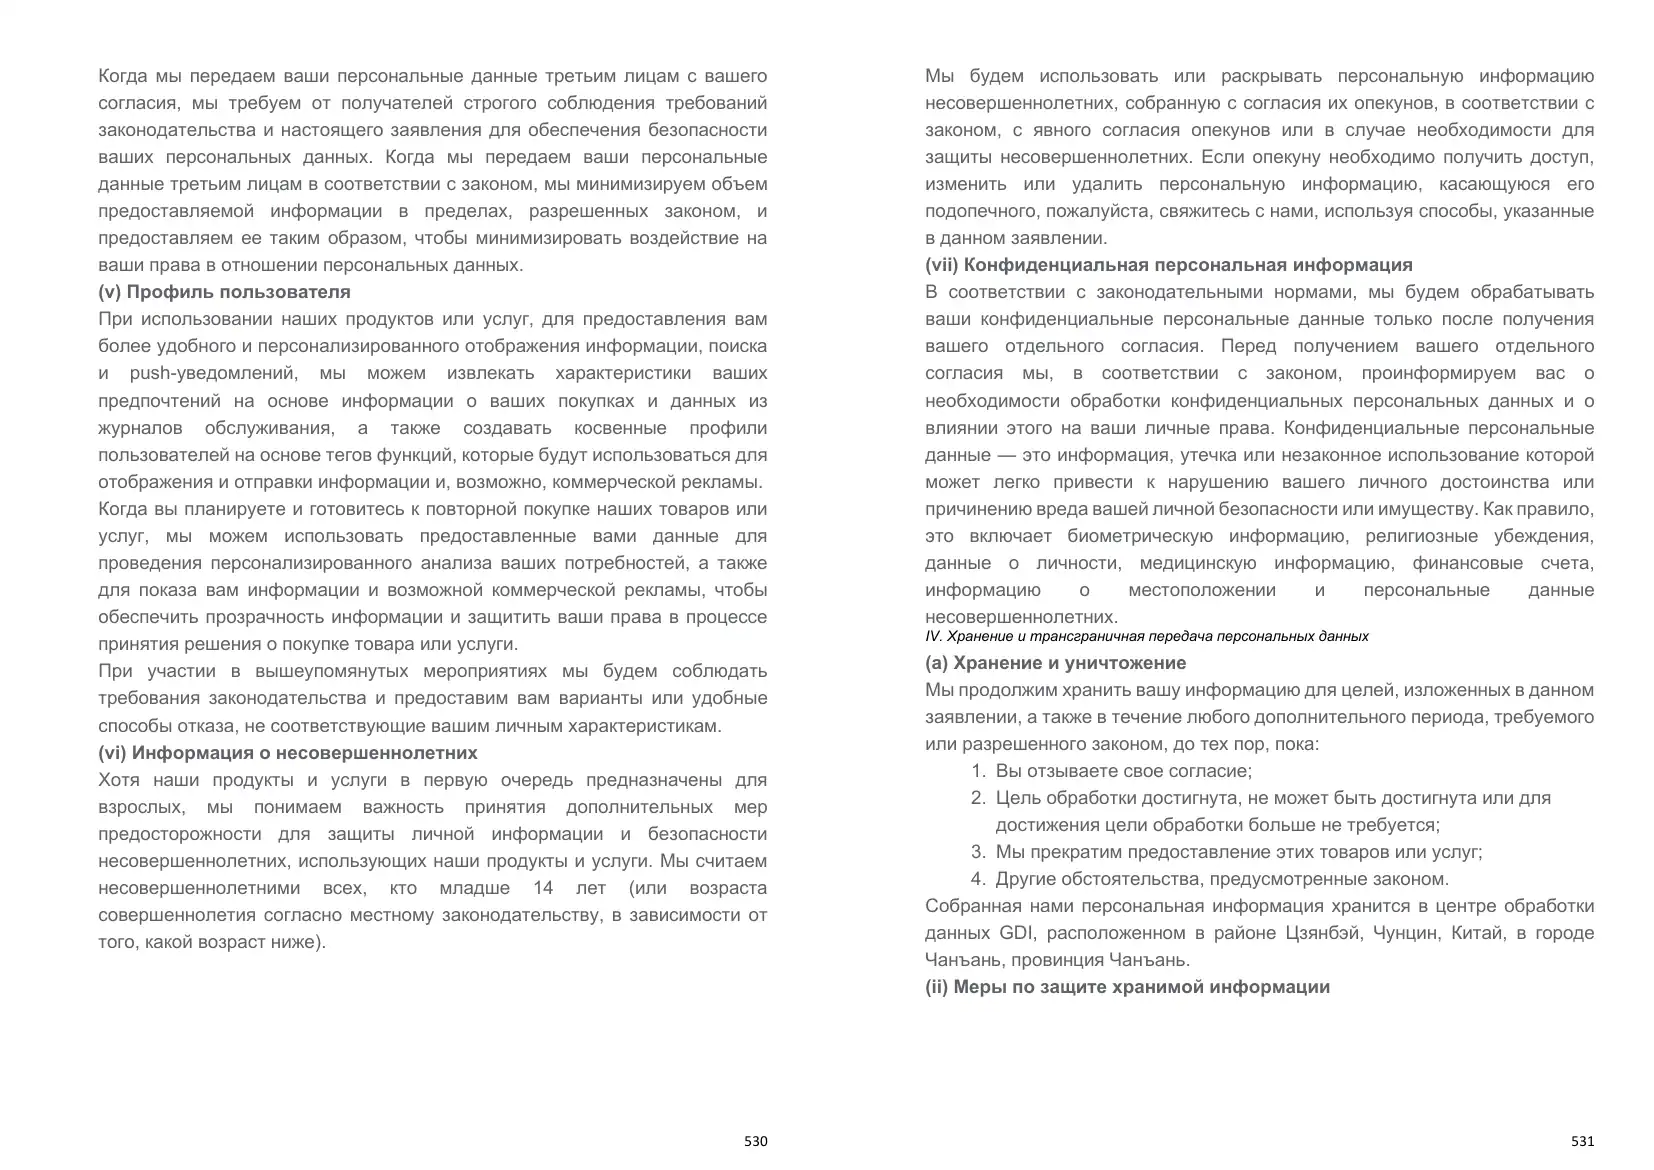 Когда мы передаем ваши персональные данные третьим лицам с вашего
согласия, мы требуем от получателей строгого соблюдения требований
законодательства и настоящего заявления для обеспечения безопасности
ваших персональных данных. Когда мы передаем ваши персональные
данные третьим лицам в соответствии с законом, мы минимизируем объем
предоставляемой информации в пределах, разрешенных законом, и
предоставляем ее таким образом, чтобы минимизировать воздействие на
ваши права в отношении персональных данных.
(v) Профиль пользователя
При использовании наших продуктов или услуг, для предоставления вам
более удобного и персонализированного отображения информации, поиска
и push-уведомлений, мы можем извлекать характеристики ваших
предпочтений на основе информации о ваших покупках и данных из
журналов обслуживания, а также создавать косвенные профили
пользователей на основе тегов функций, которые будут использоваться для
отображения и отправки информации и, возможно, коммерческой рекламы.
Когда вы планируете и готовитесь к повторной покупке наших товаров или
услуг, мы можем использовать предоставленные вами данные для
проведения персонализированного анализа ваших потребностей, а также
для показа вам информации и возможной коммерческой рекламы, чтобы
обеспечить прозрачность информации и защитить ваши права в процессе
принятия решения о покупке товара или услуги.
При участии в вышеупомянутых мероприятиях мы будем соблюдать
требования законодательства и предоставим вам варианты или удобные
способы отказа, не соответствующие вашим личным характеристикам.
(vi) Информация о несовершеннолетних
Хотя наши продукты и услуги в первую очередь предназначены для
взрослых, мы понимаем важность принятия дополнительных мер
предосторожности для защиты личной информации и безопасности
несовершеннолетних, использующих наши продукты и услуги. Мы считаем
несовершеннолетними всех, кто младше 14 лет (или возраста
совершеннолетия согласно местному законодательству, в зависимости от
того, какой возраст ниже).
530
Мы будем использовать или раскрывать персональную информацию
несовершеннолетних, собранную с согласия их опекунов, в соответствии с
законом, с явного согласия опекунов или в случае необходимости для
защиты несовершеннолетних. Если опекуну необходимо получить доступ,
изменить или удалить персональную информацию, касающуюся его
подопечного, пожалуйста, свяжитесь с нами, используя способы, указанные
в данном заявлении.
(vii) Конфиденциальная персональная информация
В соответствии с законодательными нормами, мы будем обрабатывать
ваши конфиденциальные персональные данные только после получения
вашего отдельного согласия. Перед получением вашего отдельного
согласия мы, в соответствии с законом, проинформируем вас о
необходимости обработки конфиденциальных персональных данных и о
влиянии этого на ваши личные права. Конфиденциальные персональные
данные — это информация, утечка или незаконное использование которой
может легко привести к нарушению вашего личного достоинства или
причинению вреда вашей личной безопасности или имуществу. Как правило,
это включает биометрическую информацию, религиозные убеждения,
данные о личности, медицинскую информацию, финансовые счета,
информацию о местоположении и персональные данные
несовершеннолетних.
IV. Хранение и трансграничная передача персональных данных
(a) Хранение и уничтожение
Мы продолжим хранить вашу информацию для целей, изложенных в данном
заявлении, а также в течение любого дополнительного периода, требуемого
или разрешенного законом, до тех пор, пока:
1. Вы отзываете свое согласие;
2. Цель обработки достигнута, не может быть достигнута или для
достижения цели обработки больше не требуется;
3. Мы прекратим предоставление этих товаров или услуг;
4. Другие обстоятельства, предусмотренные законом.
Собранная нами персональная информация хранится в центре обработки
данных GDI, расположенном в районе Цзянбэй, Чунцин, Китай, в городе
Чанъань, провинция Чанъань.
(ii) Меры по защите хранимой информации
531